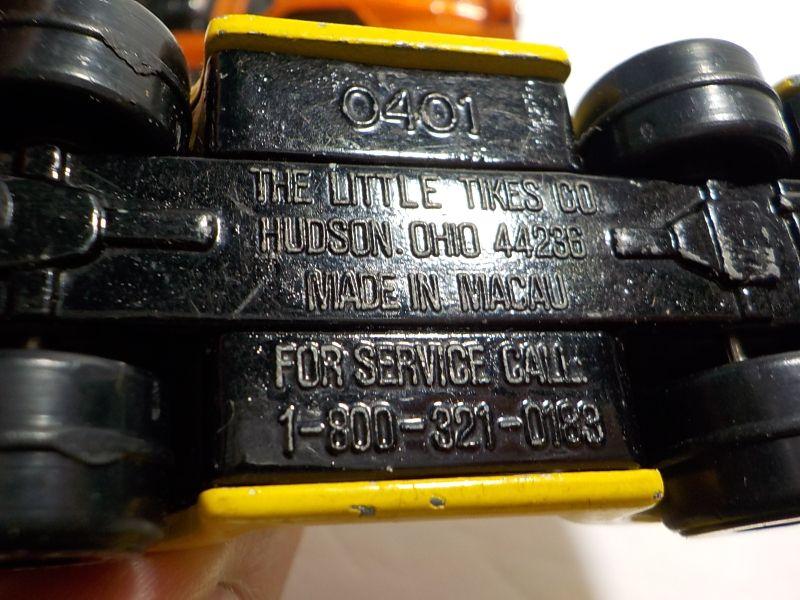 0401
THE LITTLE TIKES CO.
HUDSON. OHIO 44236
MADE IN MACAU
FOR SERVICE CALL:
1-800-321-0183